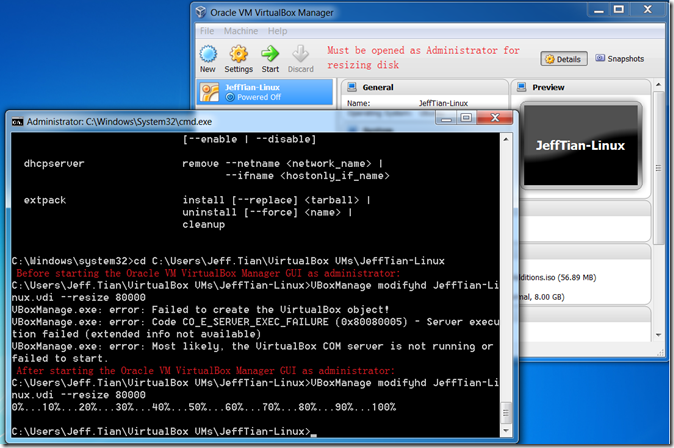 Oracle VM VirtualBox Manager
File Machine Help
New Settings Start Discard
Must be opened as Administrator for
resizing disk
Details Snapshots
JeffTian-Linux
Powered Off
General
Name: JeffTian-Linux
Preview
JeffTian-Linux
ditions.iso (56.89 MB)
mal, 8.00 GB)
Administrator: C:\Windows\System32\cmd.exe
[--enable | --disable]
dhcpserver remove --netname <network_name> |
--ifname <hostonly_if_name>
extpack install [--replace] <tarball> |
uninstall [--force] <name> |
cleanup
C:\Windows\system32>cd C:\Users\Jeff.Tian\VirtualBox VMs\JeffTian-Linux
Before starting the Oracle VM VirtualBox Manager GUI as administrator:
C:\Users\Jeff.Tian\VirtualBox VMs\JeffTian-Linux>VBoxManage modifyhd JeffTian-Li
nux.vdi --resize 80000
VBoxManage.exe: error: Failed to create the VirtualBox object!
VBoxManage.exe: error: Code CO_E_SERVER_EXEC_FAILURE (0x80080005) - Server execu
tion failed (extended info not available)
VBoxManage.exe: error: Most likely, the VirtualBox COM server is not running or
failed to start.
After starting the Oracle VM VirtualBox Manager GUI as administrator:
C:\Users\Jeff.Tian\VirtualBox VMs\JeffTian-Linux>VBoxManage modifyhd JeffTian-Li
nux.vdi --resize 80000
0%...10%...20%...30%...40%...50%...60%...70%...80%...90%...100%
C:\Users\Jeff.Tian\VirtualBox VMs\JeffTian-Linux>_